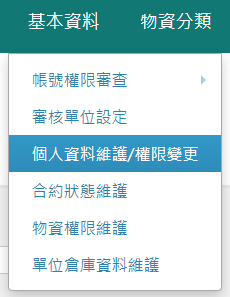 基本資料 物資分類
帳號權限審查
審核單位設定
個人資料維護/權限變更
合約狀態維護
物資權限維護
單位倉庫資料維護